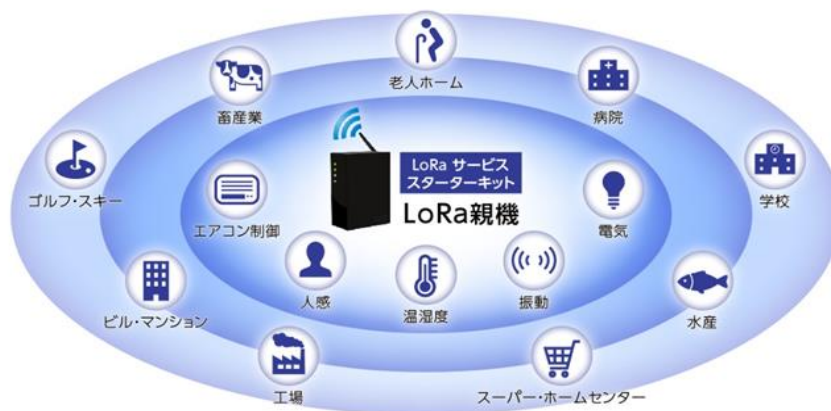 老人ホーム
畜産業
病院
LoRa サービス
スターターキット
ゴルフ・スキー
学校
LoRa親機
エアコン制御
電気
人感
温湿度
振動
ビル・マンション
水産
工場
スーパー・ホームセンター